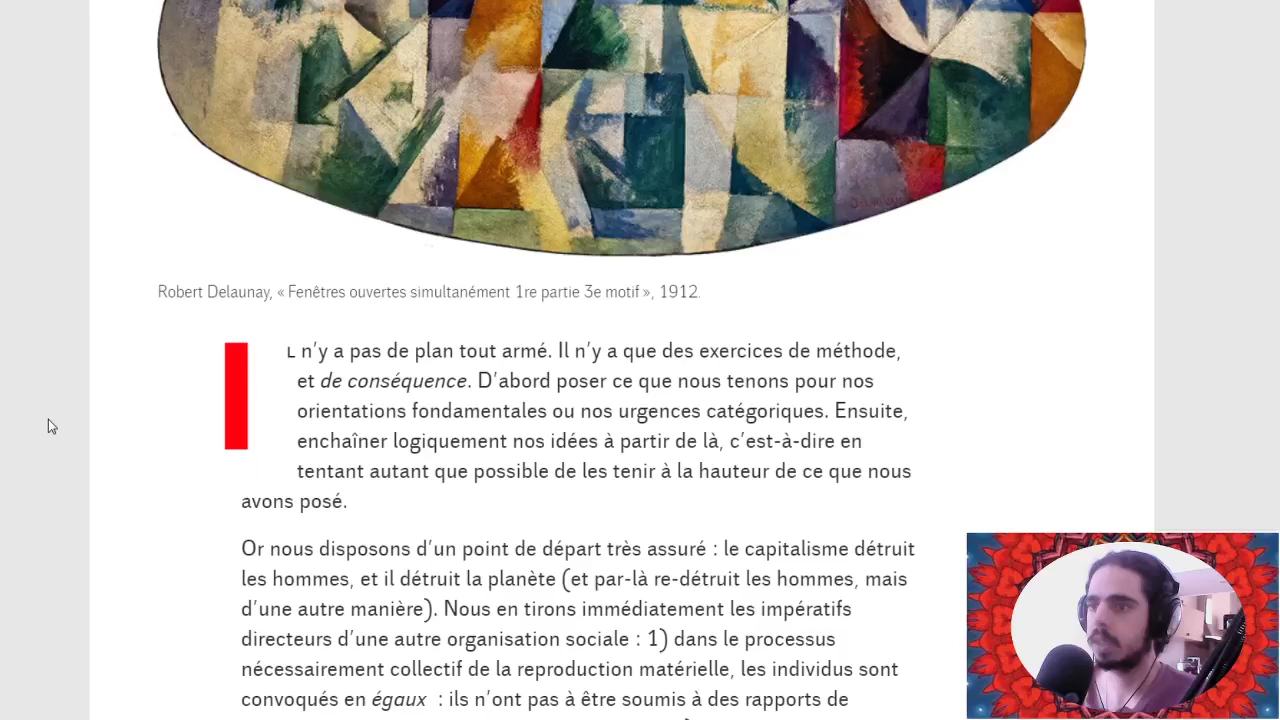 Robert Delaunay, « Fenêtres ouvertes simultanément 1re partie 3e motif », 1912.
IL n’y a pas de plan tout armé. Il n’y a que des exercices de méthode,
et de conséquence. D’abord poser ce que nous tenons pour nos
orientations fondamentales ou nos urgences catégoriques. Ensuite,
enchaîner logiquement nos idées à partir de là, c’est-à-dire en
tentant autant que possible de les tenir à la hauteur de ce que nous
avons posé.
Or nous disposons d’un point de départ très assuré : le capitalisme détruit
les hommes, et il détruit la planète (et par-là re-détruit les hommes, mais
d’une autre manière). Nous en tirons immédiatement les impératifs
directeurs d’une autre organisation sociale : 1) dans le processus
nécessairement collectif de la reproduction matérielle, les individus sont
convoqués en égaux : ils n’ont pas à être soumis à des rapports de